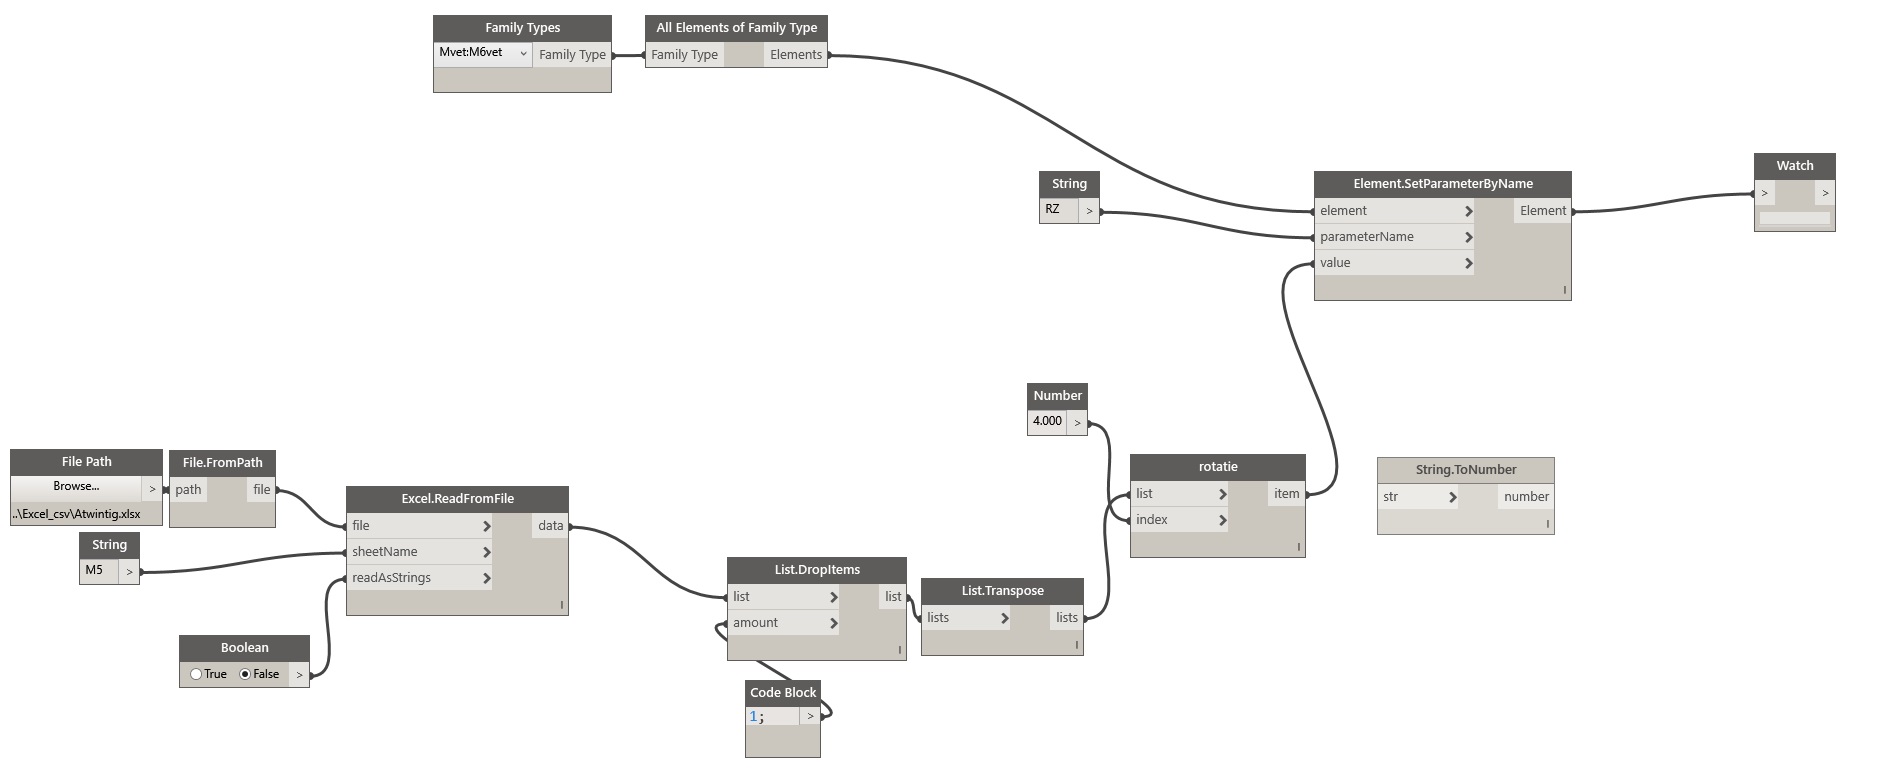 Family Types
Mvet:M6vet
Family Type
All Elements of Family Type
Family Type
Elements
String
RZ
>
Element.SetParameterByName
element
parameterName
value
Element
Watch
>
>
Number
4.000
>
File Path
Browse...
>
..\Excel_csv\Atwintig.xlsx
File.FromPath
path
file
String
M5
>
Boolean
True
False
>
Excel.ReadFromFile
file
sheetName
readAsStrings
data
List.DropItems
list
amount
list
Code Block
1;
>
List.Transpose
lists
lists
rotatie
list
index
item
String.ToNumber
str
number